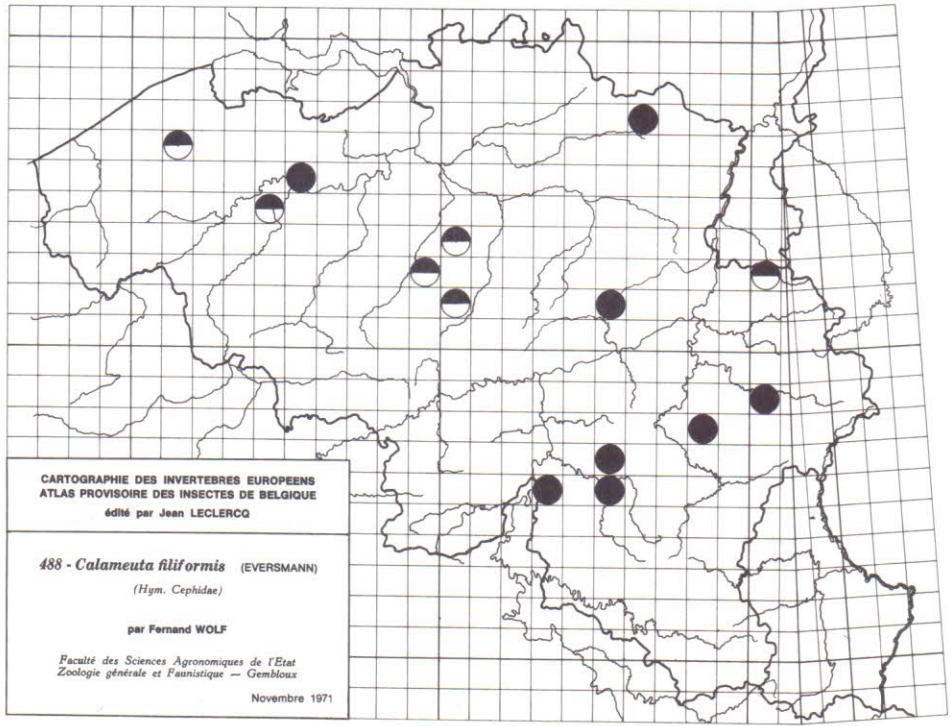 CARTOGRAPHIE DES INVERTEBRES EUROPEENS
ATLAS PROVISOIRE DES INSECTES DE BELGIQUE
édité par Jean LECLERCQ
488 - Calameuta filiformis (EVERSMANN)
(Hym. Cephidae)
par Fernand WOLF
Faculté des Sciences Agronomiques de l'Etat
Zoologie générale et Faunistique — Gembloux
Novembre 1971